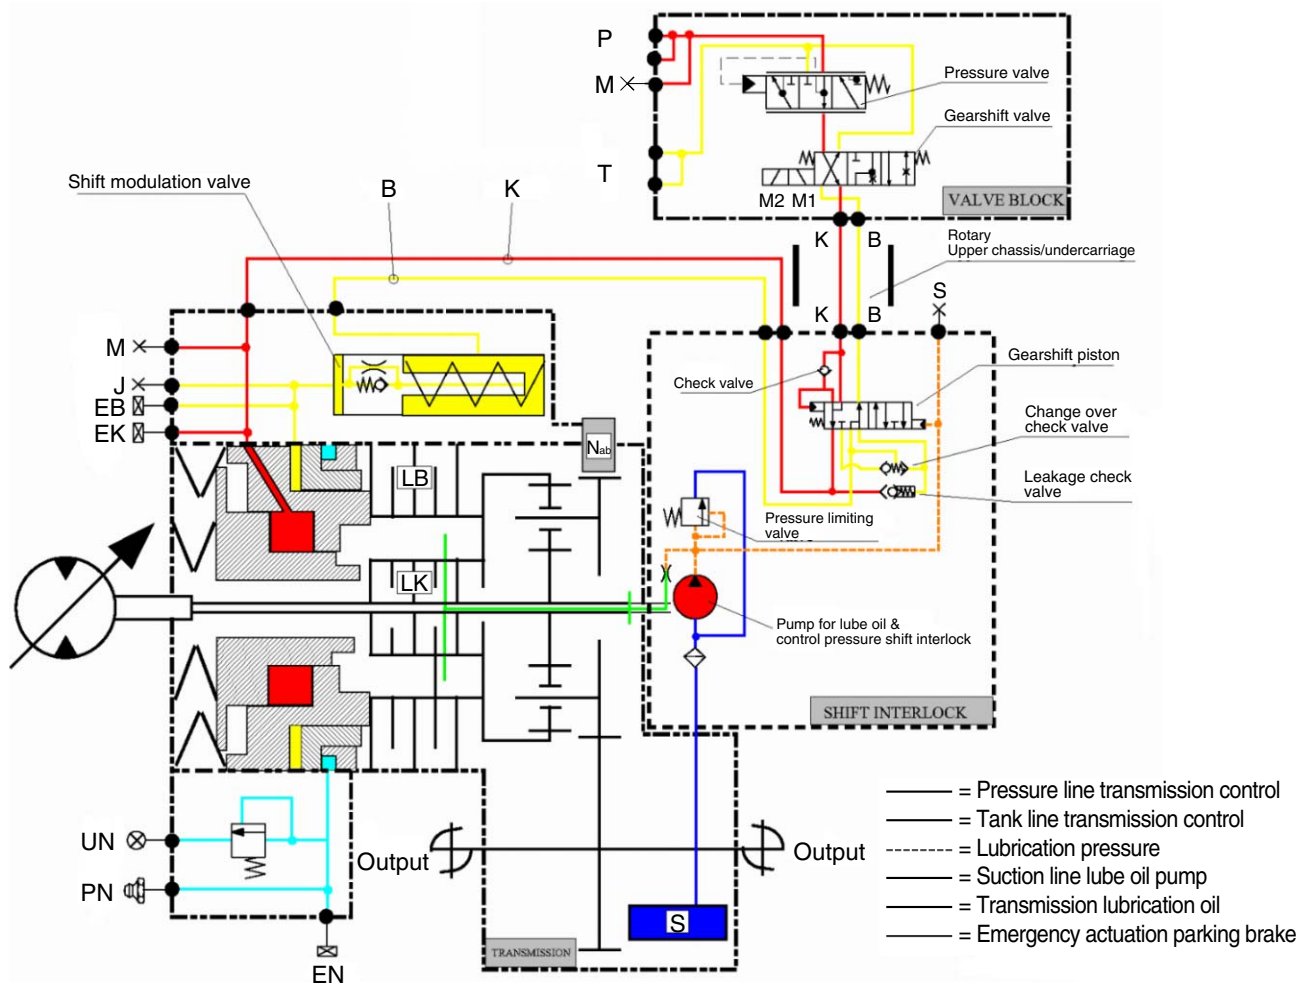 P
Pressure valve
M
Gearshift valve
T
Shift modulation valve
B
K
M2 M1
VALVE BLOCK
K
B
Rotary
Upper chassis/undercarriage
S
K
B
M
Gearshift piston
J
Check valve
EB
Change over
check valve
EK
Nab
LB
Leakage check
valve
Pressure limiting
valve
LK
Pump for lube oil &
control pressure shift interlock
SHIFT INTERLOCK
= Pressure line transmission control
= Tank line transmission control
UN
Output
Output
= Lubrication pressure
= Suction line lube oil pump
PN
= Transmission lubrication oil
S
= Emergency actuation parking brake
TRANSMISSION
EN